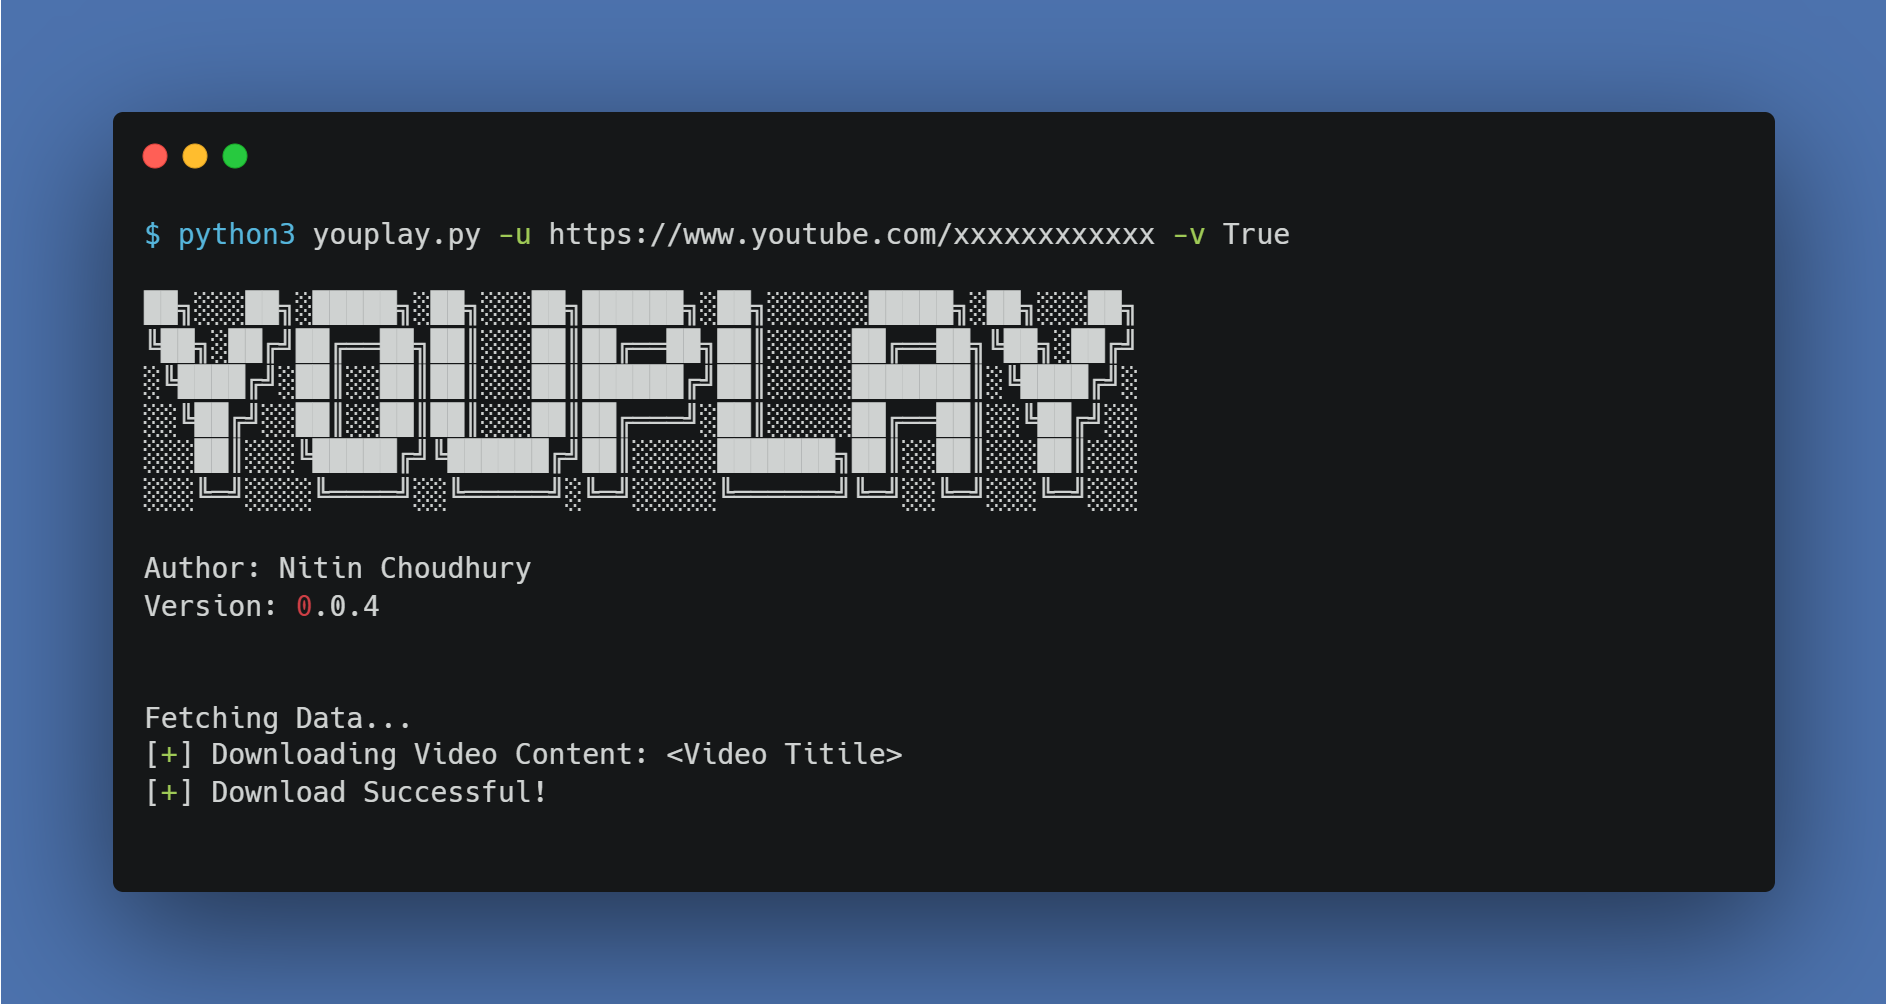 $ python3 youplay.py -u https://www.youtube.com/xxxxxxxxxxxx -v True
YOUPLAY
Author: Nitin Choudhury
Version: 0.0.4
Fetching Data...
[+] Downloading Video Content: <Video Titile>
[+] Download Successful!